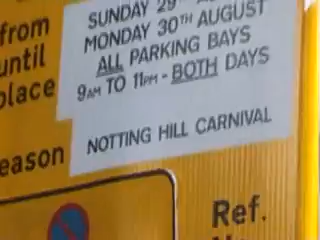 from
until
place
SUNDAY 29TH
MONDAY 30TH AUGUST
ALL PARKING BAYS
9AM TO 11PM - BOTH DAYS
eason
NOTTING HILL CARNIVAL
Ref.